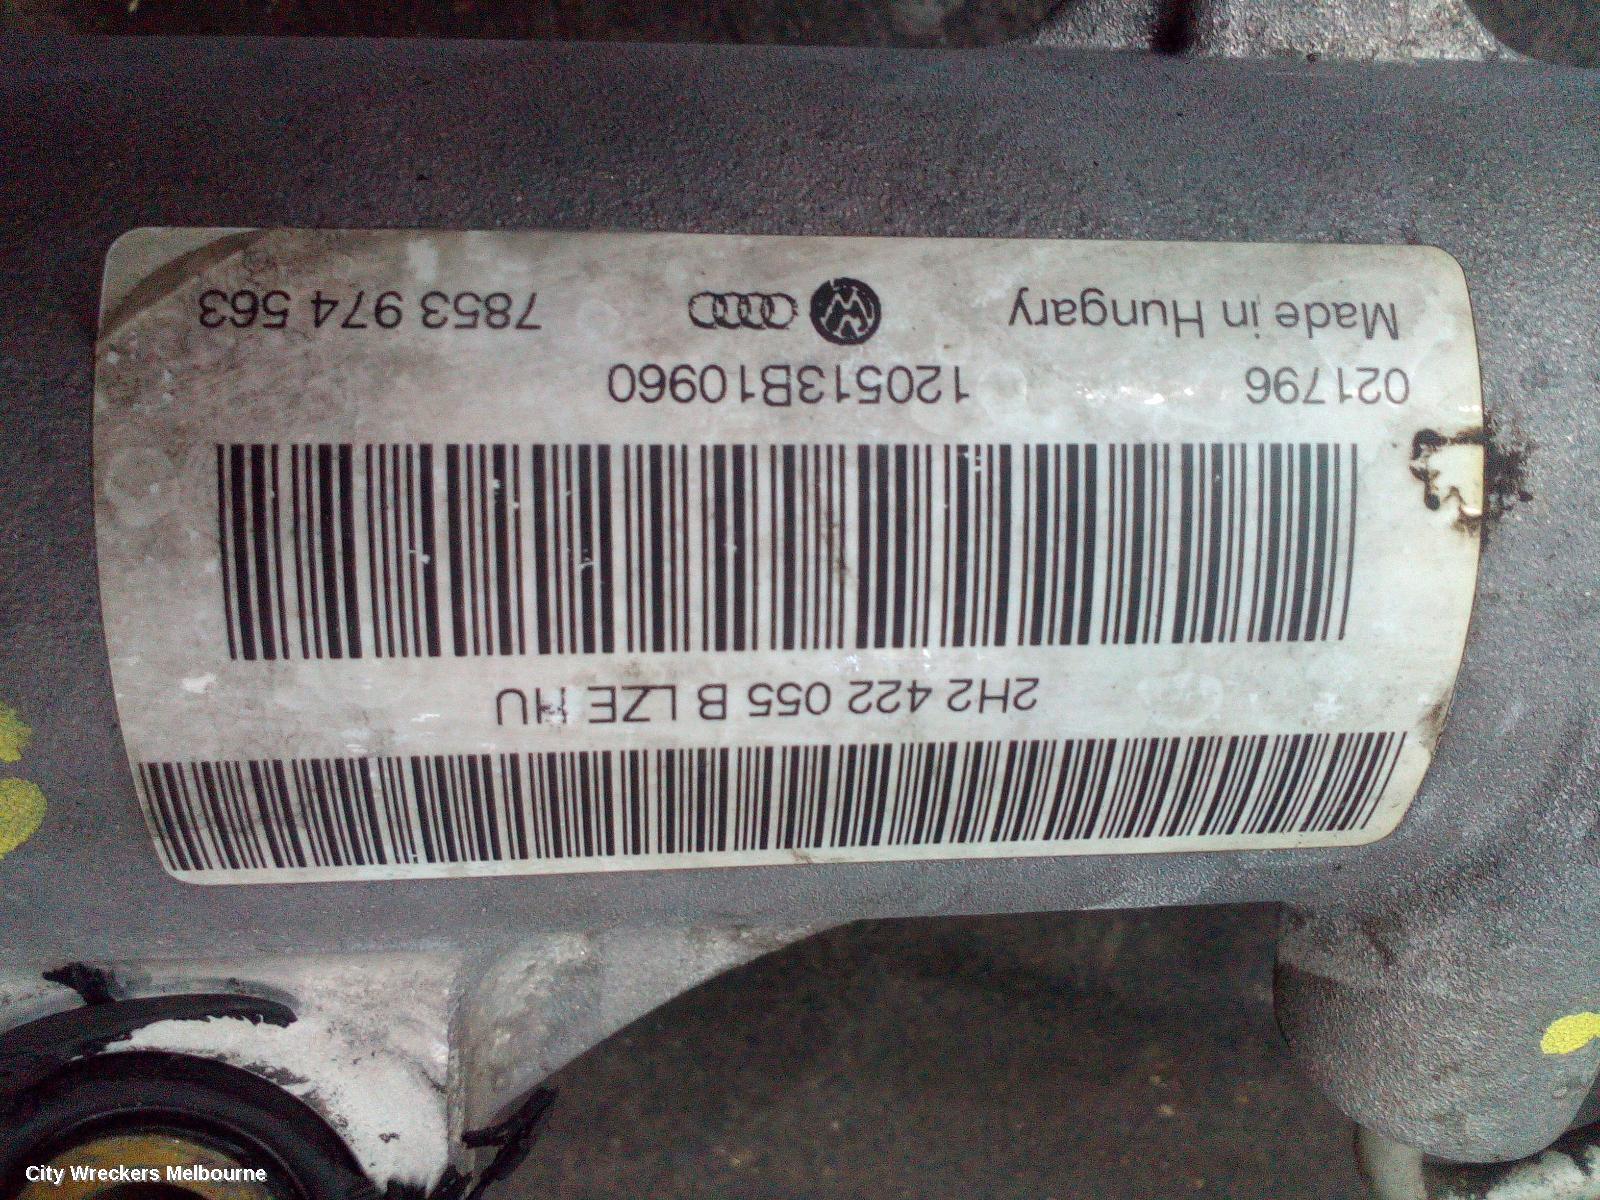 2H2 422 055 B LZE HU
021796 120513B10960
Made in Hungary 7853 974 563
City Wreckers Melbourne